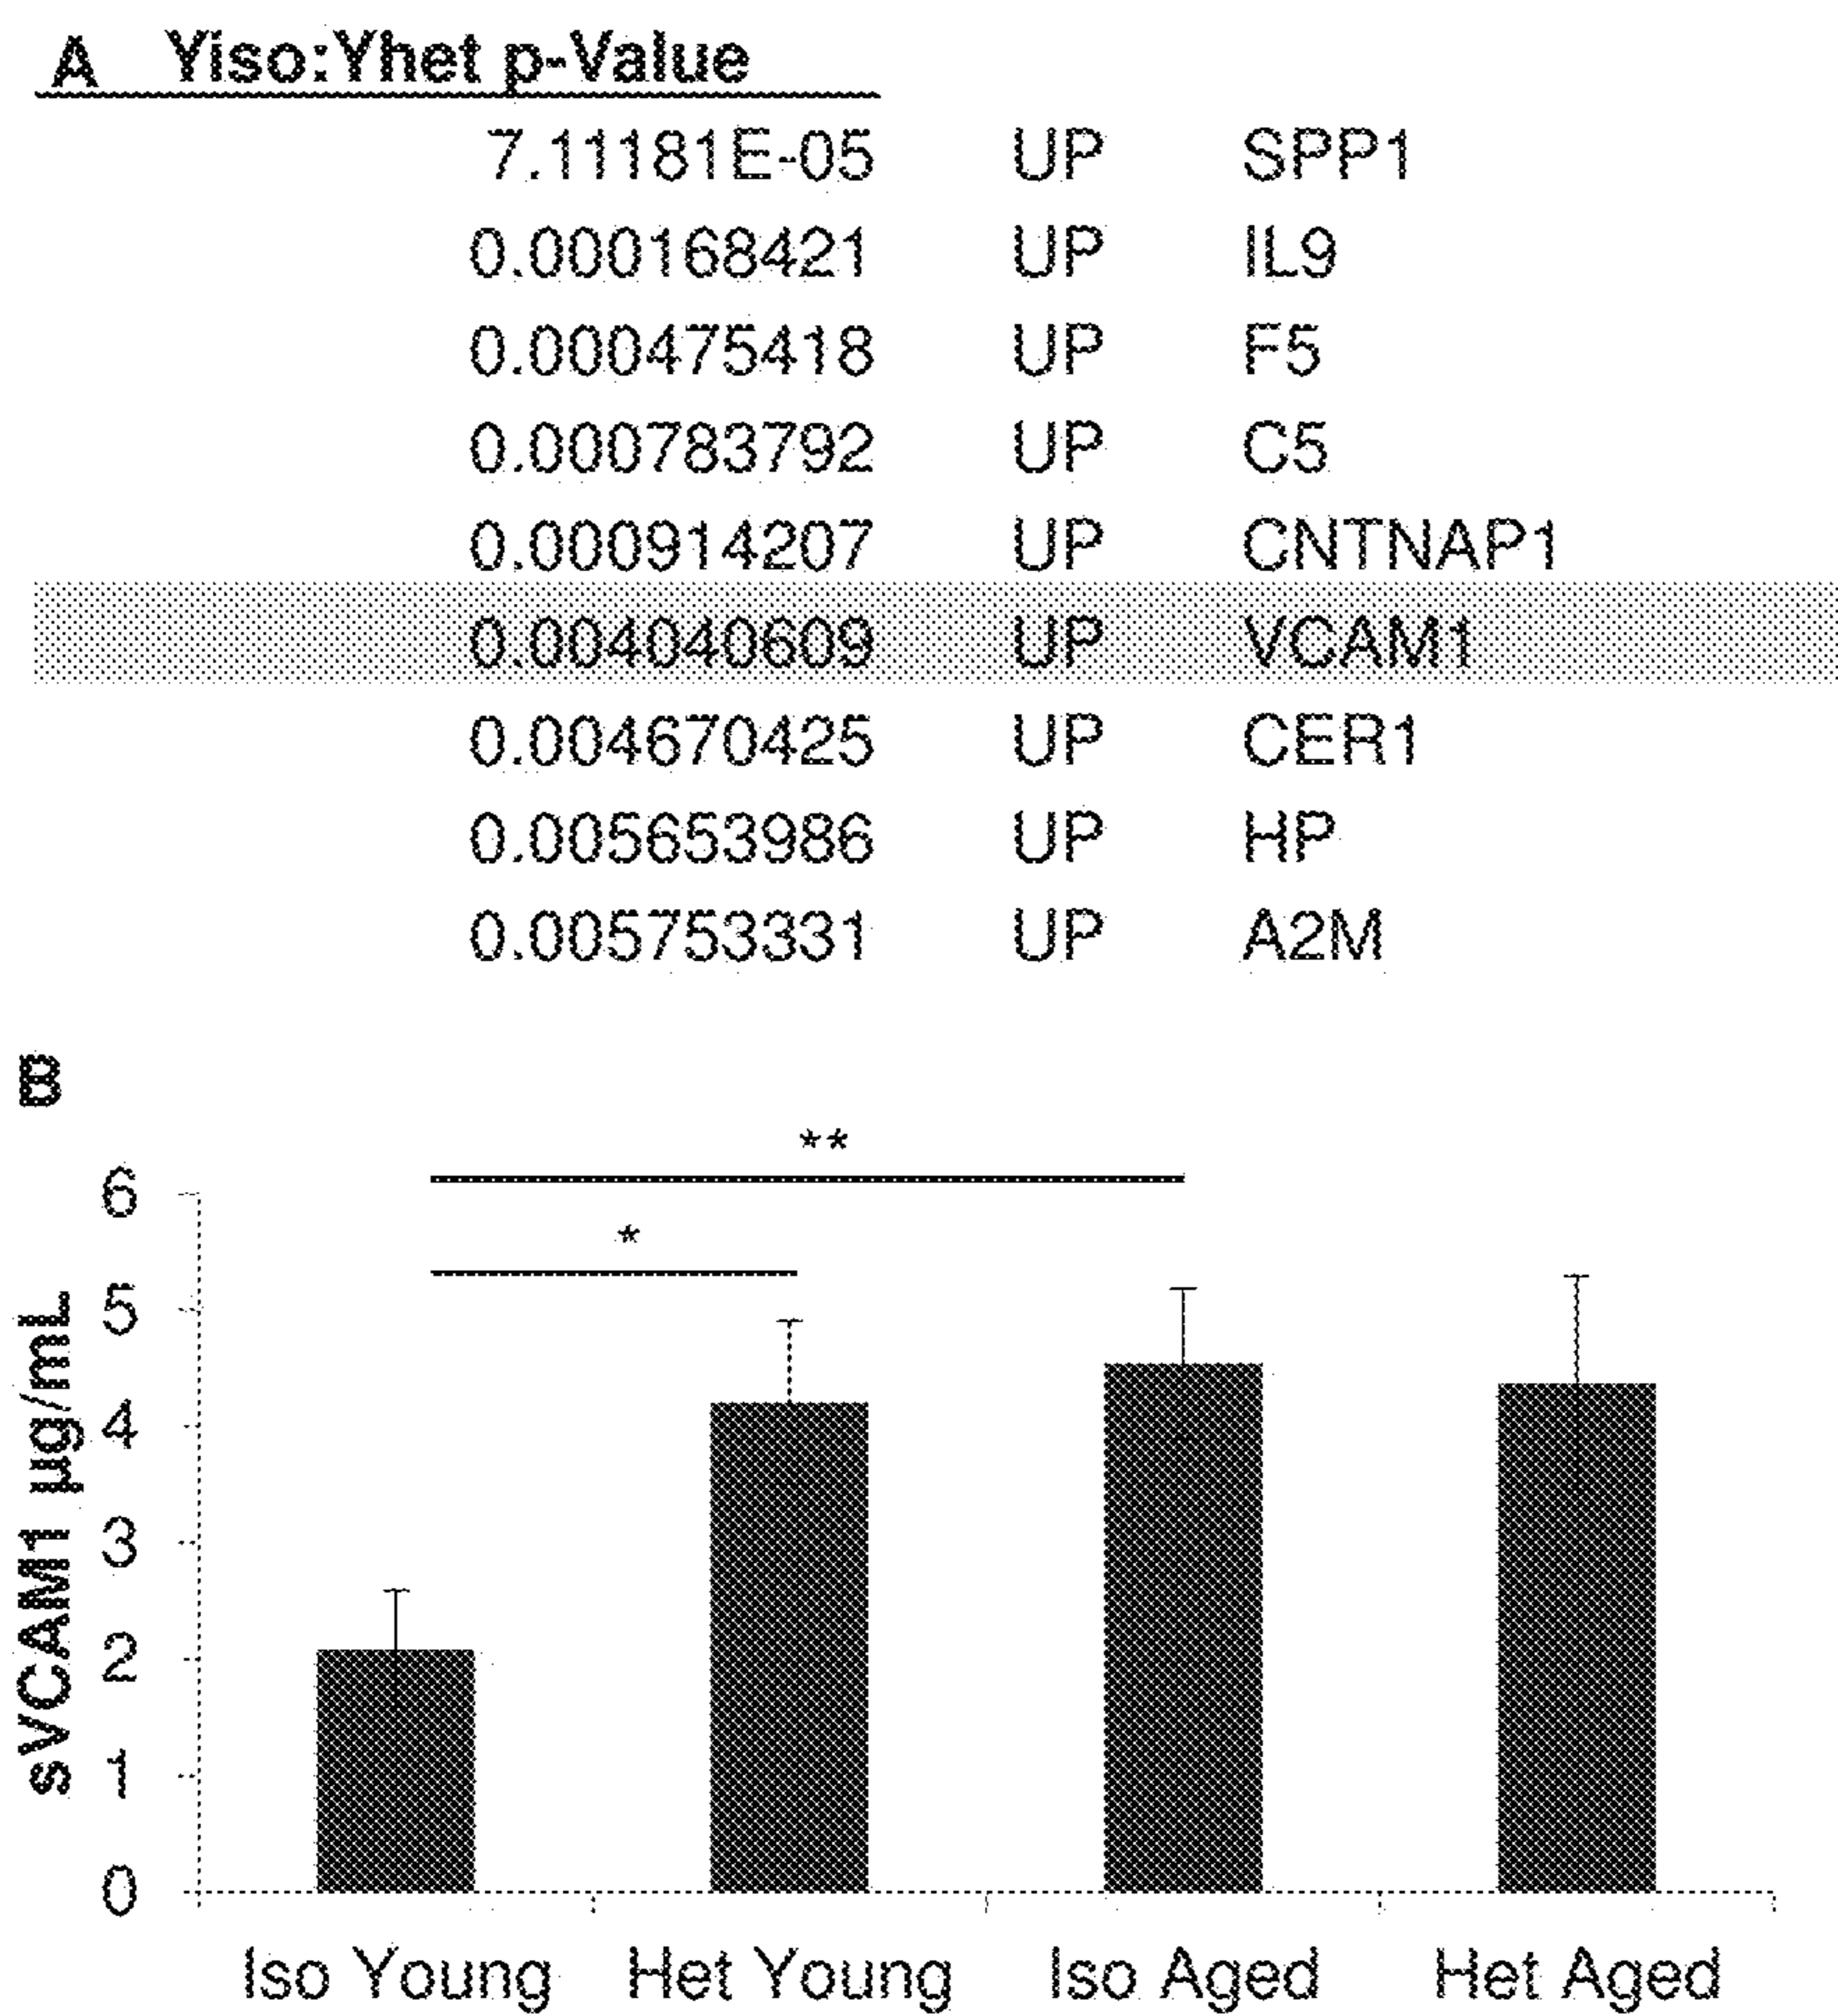 A Yiso:Yhet p-Value
7.11181E-05 UP SPP1
0.000168421 UP IL9
0.000475418 UP F5
0.000783792 UP C5
0.000914207 UP CNTNAP1
0.004040609 UP VCAM1
0.004670425 UP CER1
0.005653986 UP HP
0.005753331 UP A2M
B
**
*
sVCAM1 µg/mL
6
5
4
3
2
1
0
Iso Young Het Young Iso Aged Het Aged